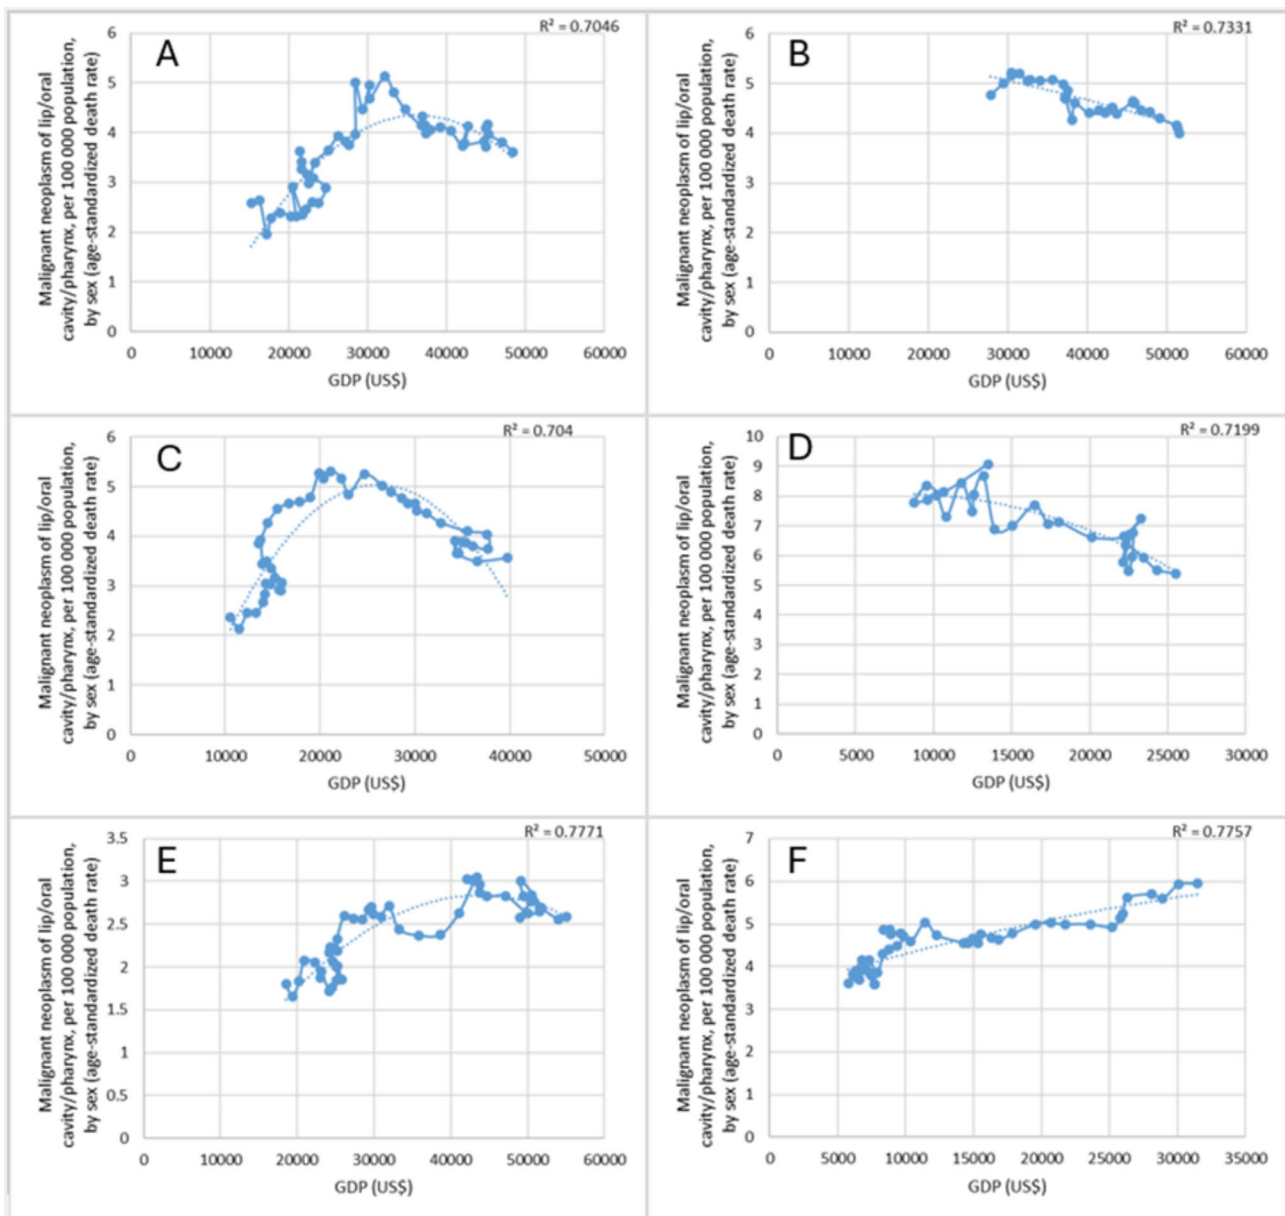 R² = 0.7046
A
Malignant neoplasm of lip/oral
cavity/pharynx, per 100 000 population,
by sex (age-standardized death rate)
6
5
4
3
2
1
0
0 10000 20000 30000 40000 50000 60000
GDP (US$)
R² = 0.7331
B
Malignant neoplasm of lip/oral
cavity/pharynx, per 100 000 population,
by sex (age-standardized death rate)
6
5
4
3
2
1
0
0 10000 20000 30000 40000 50000 60000
GDP (US$)
R² = 0.704
C
Malignant neoplasm of lip/oral
cavity/pharynx, per 100 000 population,
by sex (age-standardized death rate)
6
5
4
3
2
1
0
0 10000 20000 30000 40000 50000
GDP (US$)
R² = 0.7199
D
Malignant neoplasm of lip/oral
cavity/pharynx, per 100 000 population,
by sex (age-standardized death rate)
10
9
8
7
6
5
4
3
2
1
0
0 5000 10000 15000 20000 25000 30000
GDP (US$)
R² = 0.7771
E
Malignant neoplasm of lip/oral
cavity/pharynx, per 100 000 population,
by sex (age-standardized death rate)
3.5
3
2.5
2
1.5
1
0.5
0
0 10000 20000 30000 40000 50000 60000
GDP (US$)
R² = 0.7757
F
Malignant neoplasm of lip/oral
cavity/pharynx, per 100 000 population,
by sex (age-standardized death rate)
7
6
5
4
3
2
1
0
0 5000 10000 15000 20000 25000 30000 35000
GDP (US$)